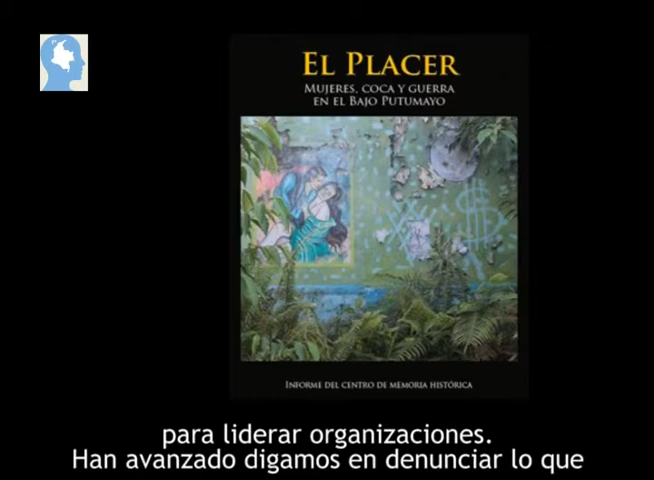 EL PLACER
MUJERES, COCA Y GUERRA
EN EL BAJO PUTUMAYO
INFORME DEL CENTRO DE MEMORIA HISTÓRICA
para liderar organizaciones.
Han avanzado digamos en denunciar lo que